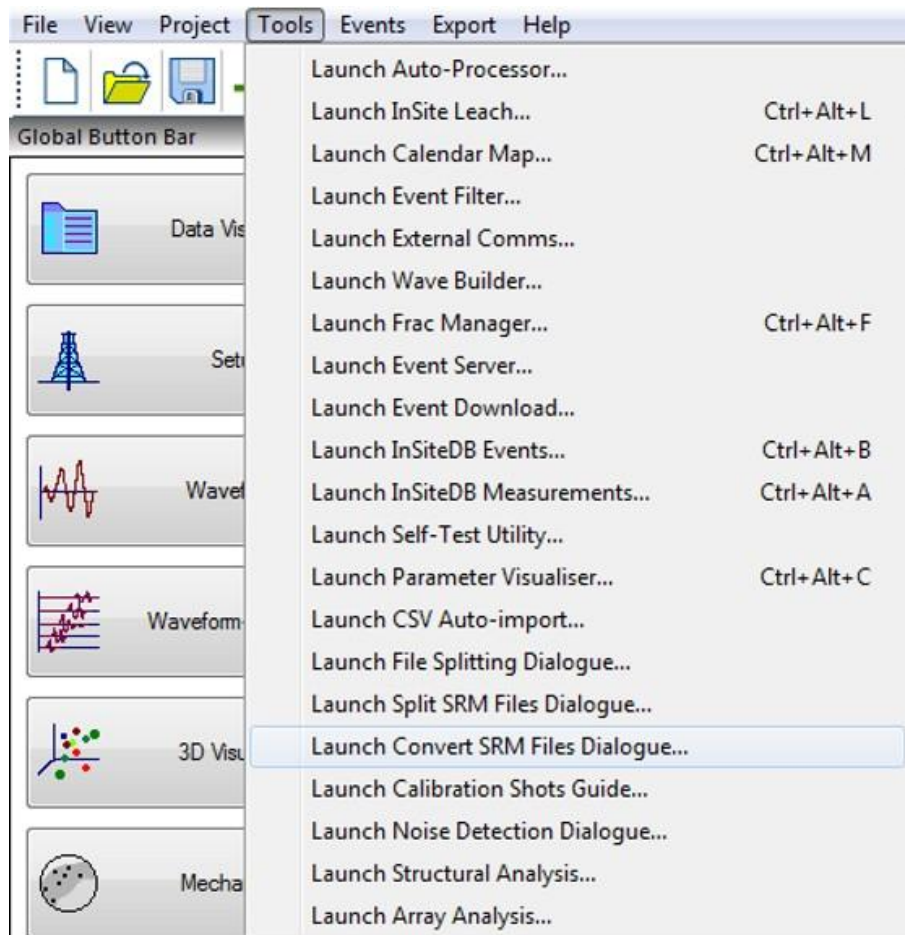 File View Project Tools Events Export Help
Global Button Bar
Data Vis
Setu
Wavef
Waveform
3D Visu
Mecha
Launch Auto-Processor...
Launch InSite Leach... Ctrl+Alt+L
Launch Calendar Map... Ctrl+Alt+M
Launch Event Filter...
Launch External Comms...
Launch Wave Builder...
Launch Frac Manager... Ctrl+Alt+F
Launch Event Server...
Launch Event Download...
Launch InSiteDB Events... Ctrl+Alt+B
Launch InSiteDB Measurements... Ctrl+Alt+A
Launch Self-Test Utility...
Launch Parameter Visualiser... Ctrl+Alt+C
Launch CSV Auto-import...
Launch File Splitting Dialogue...
Launch Split SRM Files Dialogue...
Launch Convert SRM Files Dialogue...
Launch Calibration Shots Guide...
Launch Noise Detection Dialogue...
Launch Structural Analysis...
Launch Array Analysis...